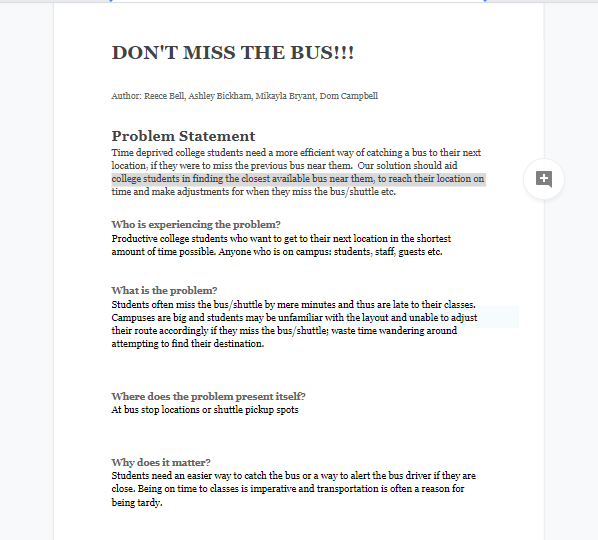 DON'T MISS THE BUS!!!
Author: Reece Bell, Ashley Bickham, Mikayla Bryant, Dom Campbell
Problem Statement
Time deprived college students need a more efficient way of catching a bus to their next
location, if they were to miss the previous bus near them.  Our solution should aid
college students in finding the closest available bus near them, to reach their location on
time and make adjustments for when they miss the bus/shuttle etc.
Who is experiencing the problem?
Productive college students who want to get to their next location in the shortest
amount of time possible. Anyone who is on campus: students, staff, guests etc.
What is the problem?
Students often miss the bus/shuttle by mere minutes and thus are late to their classes.
Campuses are big and students may be unfamiliar with the layout and unable to adjust
their route accordingly if they miss the bus/shuttle; waste time wandering around
attempting to find their destination.
Where does the problem present itself?
At bus stop locations or shuttle pickup spots
Why does it matter?
Students need an easier way to catch the bus or a way to alert the bus driver if they are
close. Being on time to classes is imperative and transportation is often a reason for
being tardy.